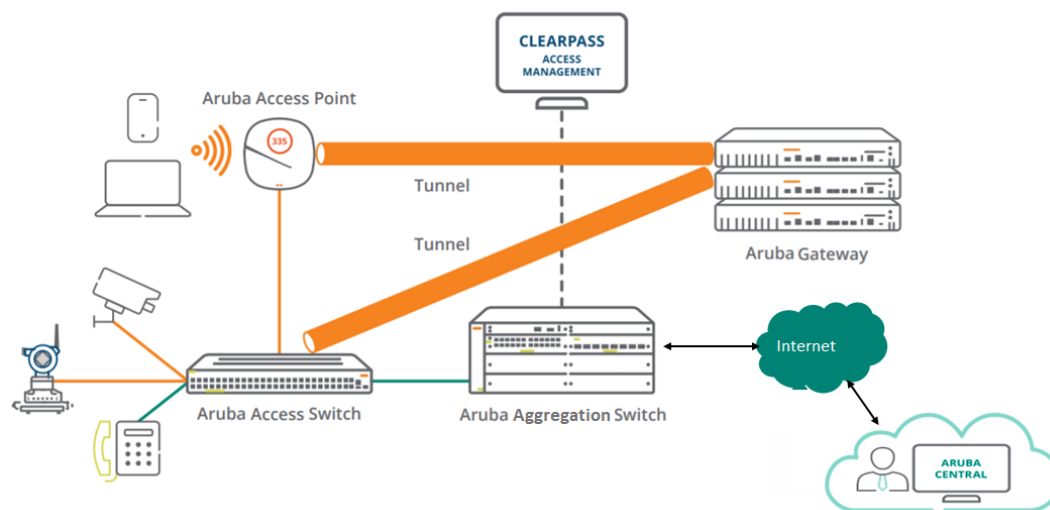 CLEARPASS
ACCESS
MANAGEMENT
Aruba Access Point
335
Tunnel
Tunnel
Aruba Gateway
Internet
Aruba Access Switch
Aruba Aggregation Switch
ARUBA
CENTRAL